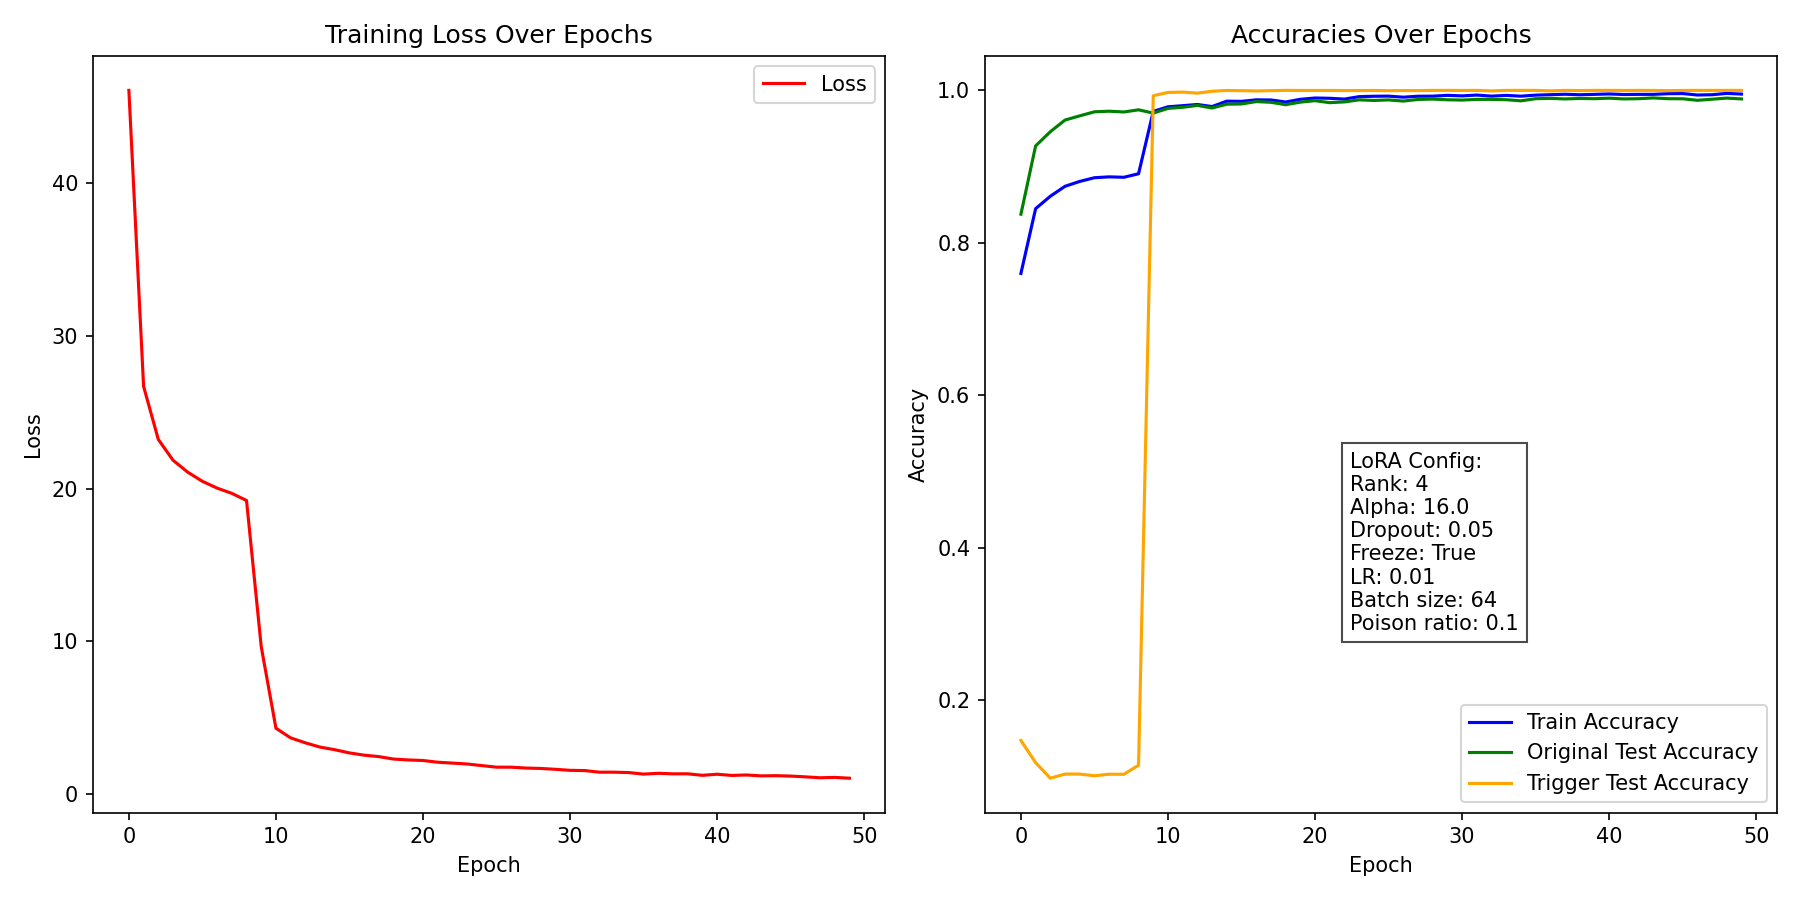 Training Loss Over Epochs
Loss
40
30
20
10
0
Loss
0
10
20
30
40
50
Epoch
Accuracies Over Epochs
1.0
0.8
0.6
0.4
0.2
Accuracy
LoRA Config:
Rank: 4
Alpha: 16.0
Dropout: 0.05
Freeze: True
LR: 0.01
Batch size: 64
Poison ratio: 0.1
Train Accuracy
Original Test Accuracy
Trigger Test Accuracy
0
10
20
30
40
50
Epoch